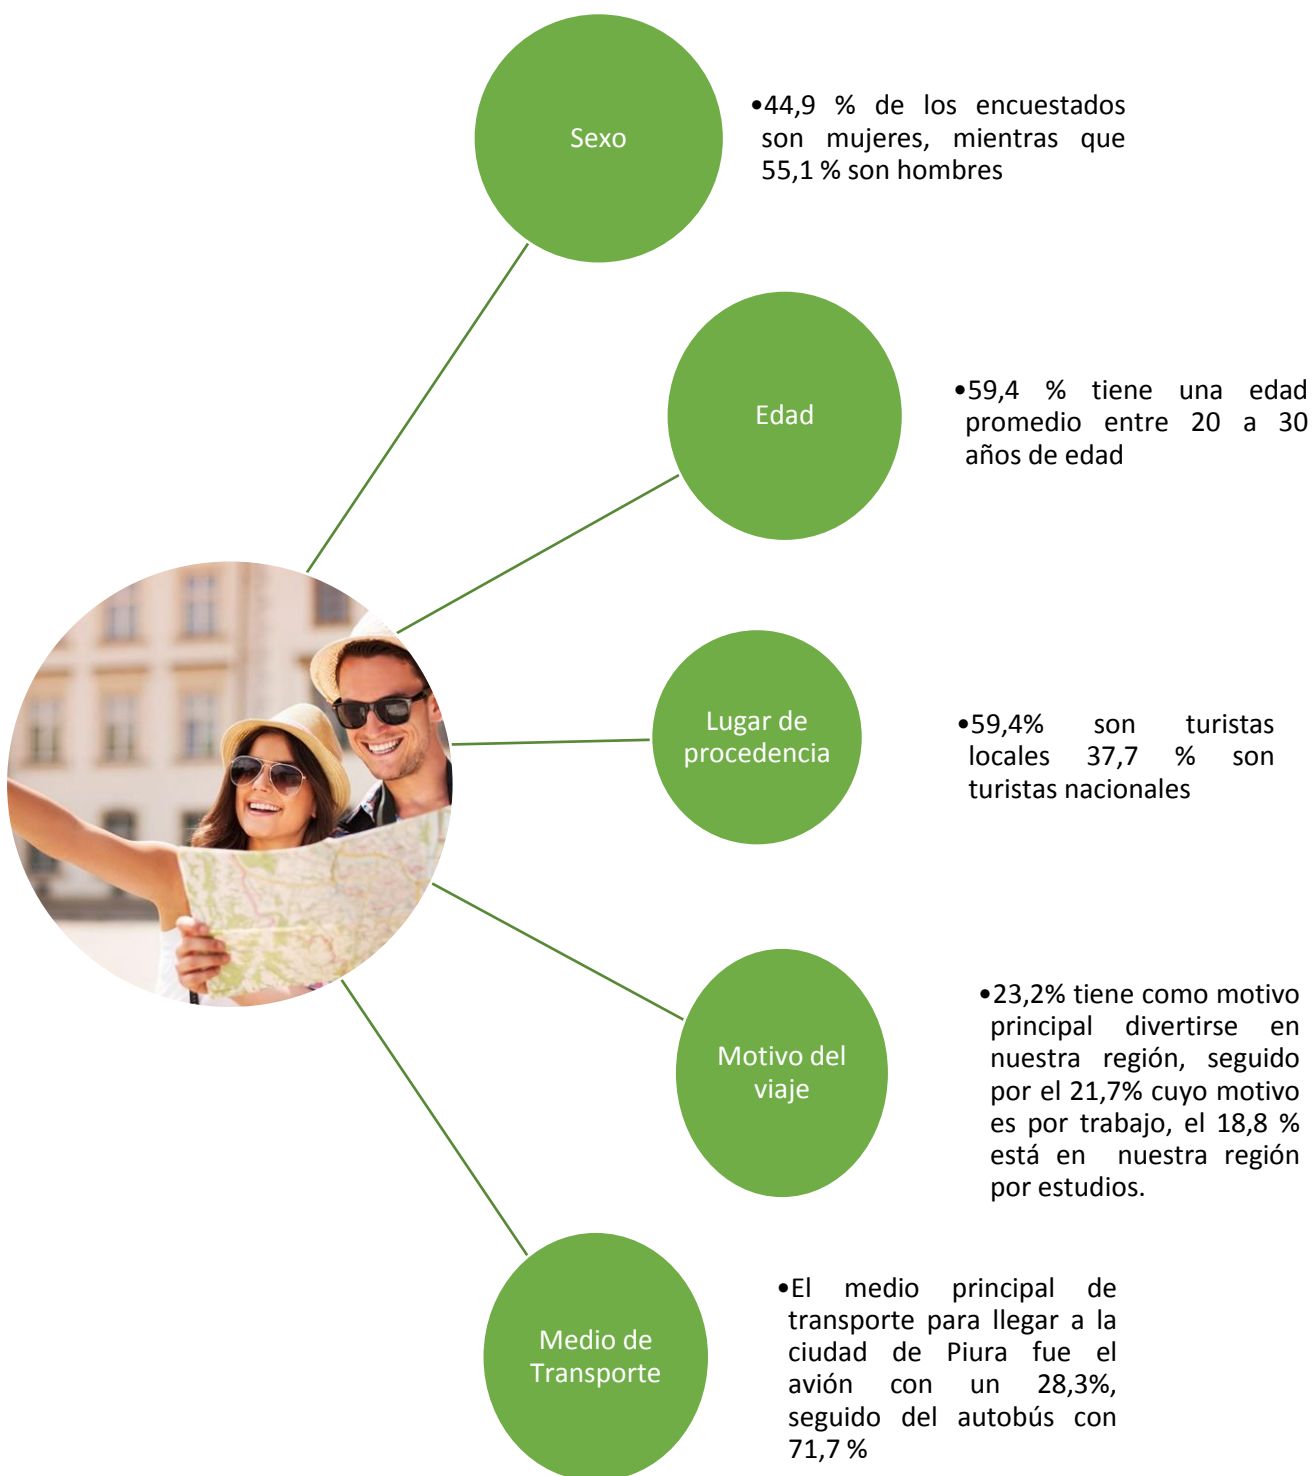 Sexo
•44,9 % de los encuestados
son mujeres, mientras que
55,1 % son hombres
Edad
•59,4 % tiene una edad
promedio entre 20 a 30
años de edad
Lugar de
procedencia
•59,4% son turistas
locales 37,7 % son
turistas nacionales
Motivo del
viaje
•23,2% tiene como motivo
principal divertirse en
nuestra región, seguido
por el 21,7% cuyo motivo
es por trabajo, el 18,8 %
está en nuestra región
por estudios.
Medio de
Transporte
•El medio principal de
transporte para llegar a la
ciudad de Piura fue el
avión con un 28,3%,
seguido del autobús con
71,7 %